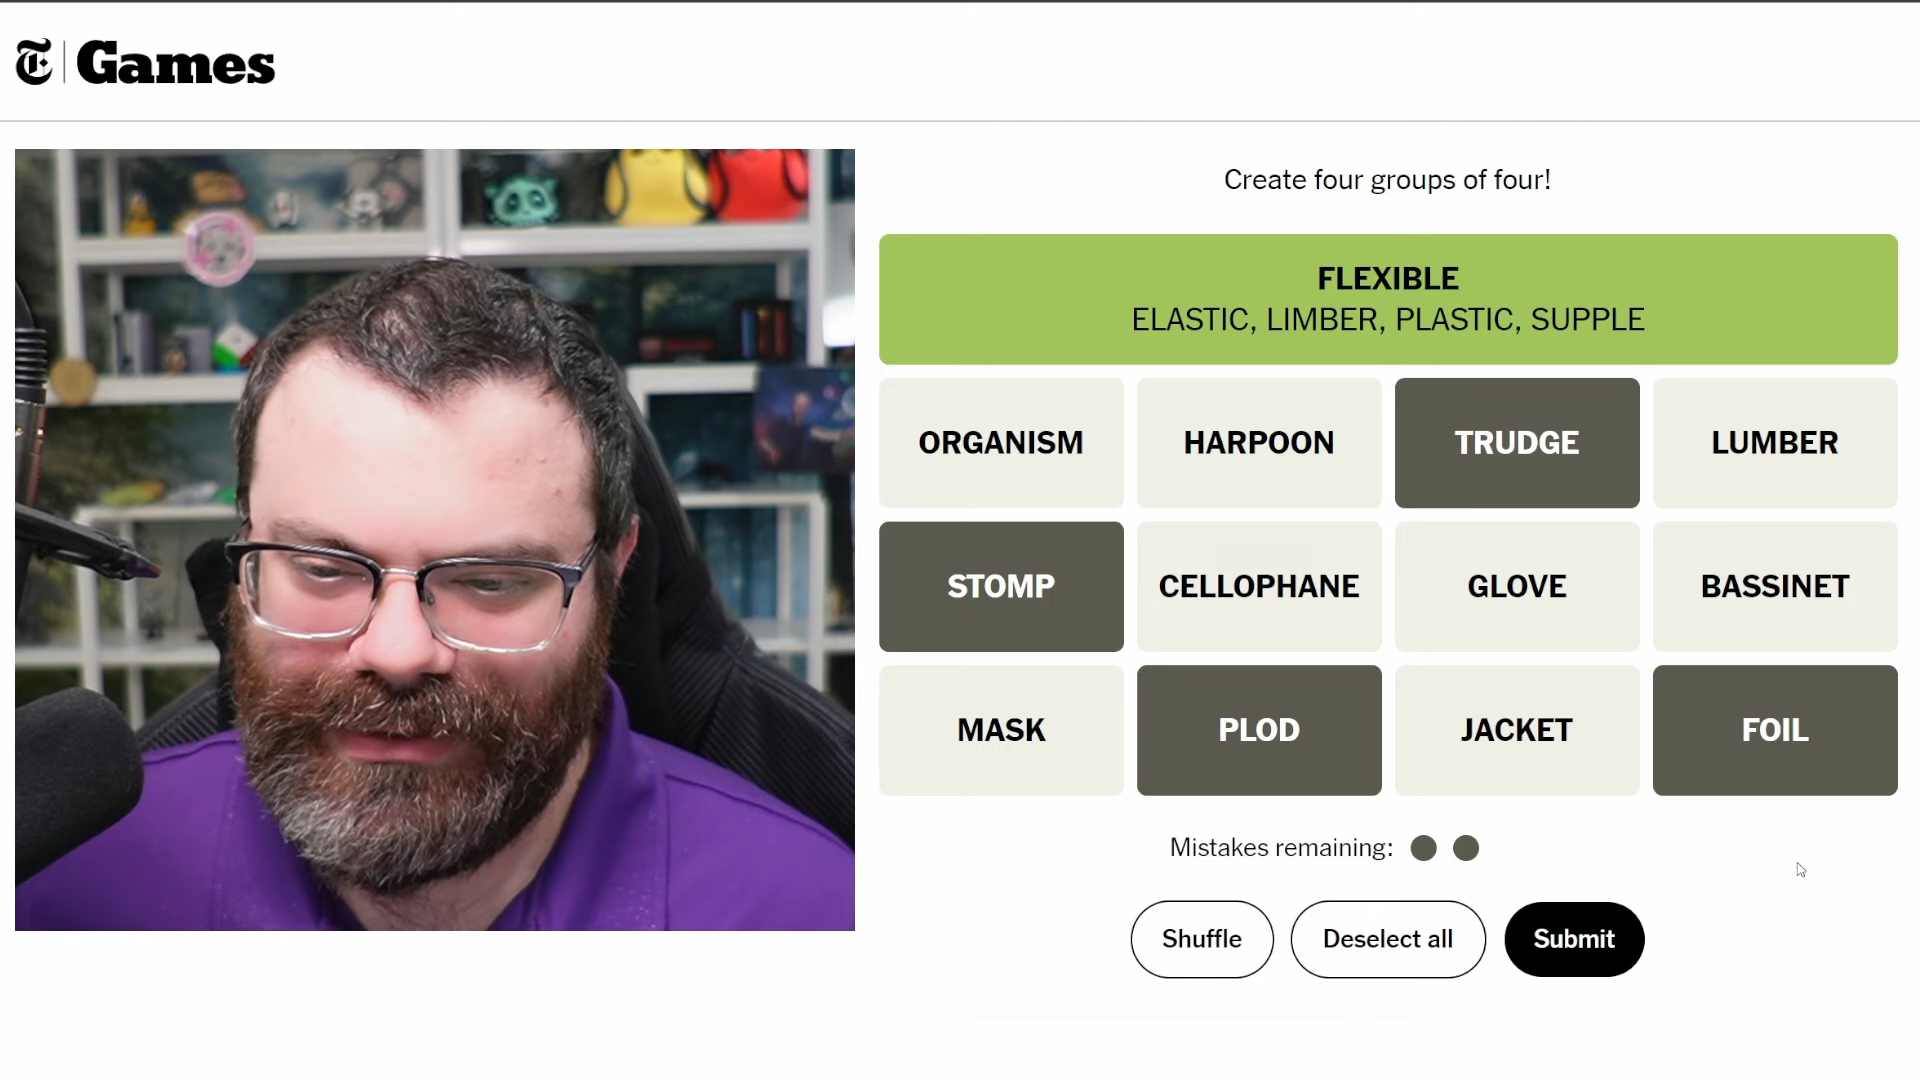 Games
Create four groups of four!
FLEXIBLE
ELASTIC, LIMBER, PLASTIC, SUPPLE
ORGANISM HARPOON TRUDGE LUMBER
STOMP CELLOPHANE GLOVE BASSINET
MASK PLOD JACKET FOIL
Mistakes remaining:
Shuffle Deselect all Submit